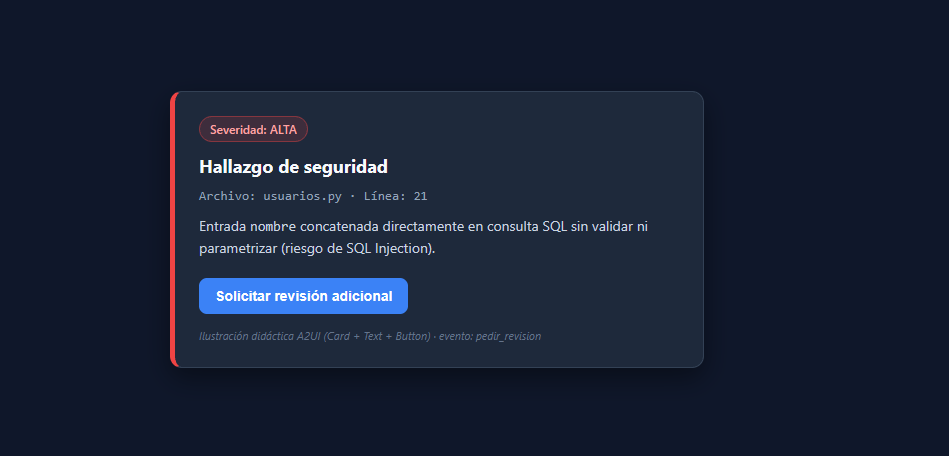 Severidad: ALTA
Hallazgo de seguridad
Archivo: usuarios.py · Línea: 21
Entrada nombre concatenada directamente en consulta SQL sin validar ni
parametrizar (riesgo de SQL Injection).
Solicitar revisión adicional
Ilustración didáctica A2UI (Card + Text + Button) · evento: pedir_revision